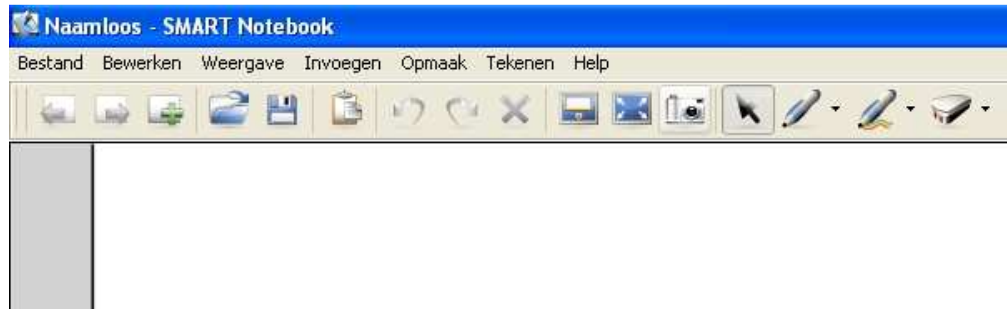 Naamloos - SMART Notebook
Bestand Bewerken Weergave Invoegen Opmaak Tekenen Help